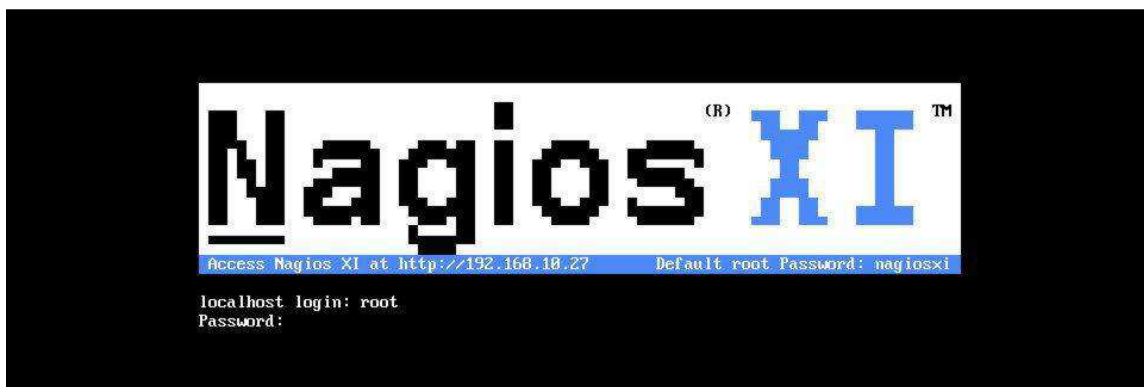 Nagios (R) XI TM
Access Nagios XI at http://192.168.10.27 Default root Password: nagiosxi
localhost login: root
Password: